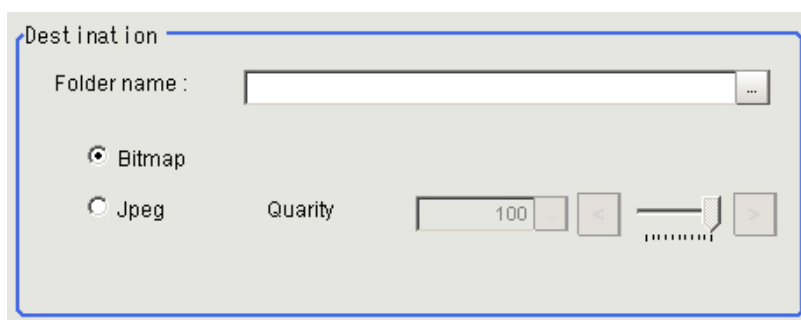 Destination
Folder name : ...
Bitmap
Jpeg Quarity 100 ... < >